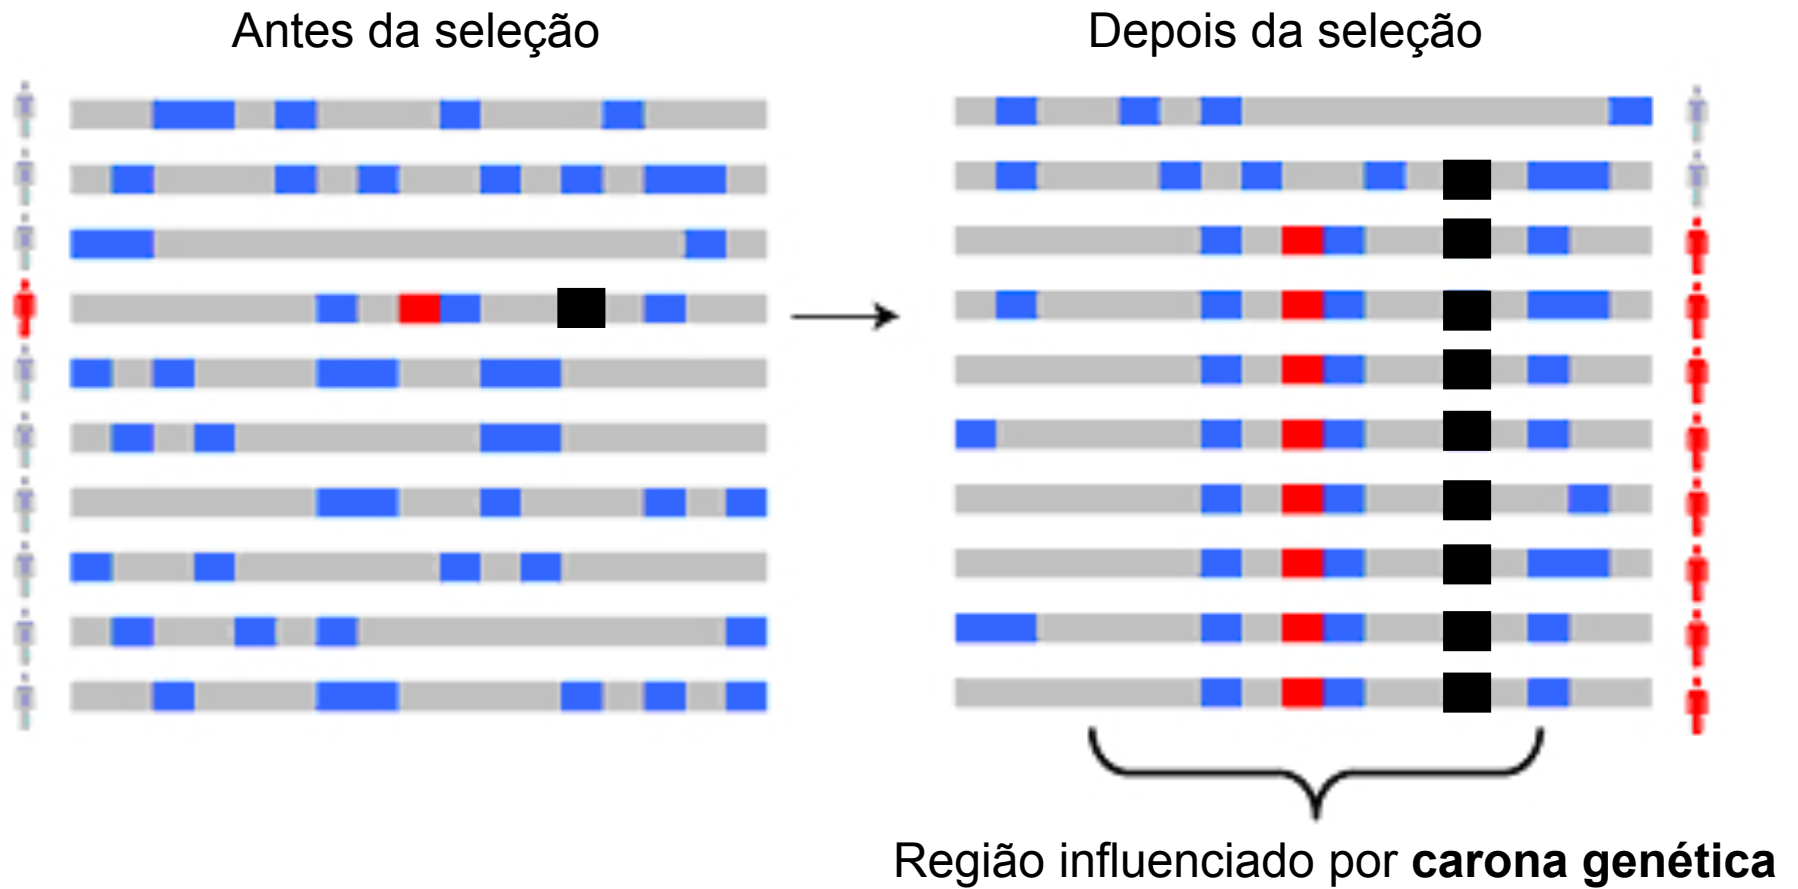 Antes da seleção
Depois da seleção
Região influenciado por carona genética